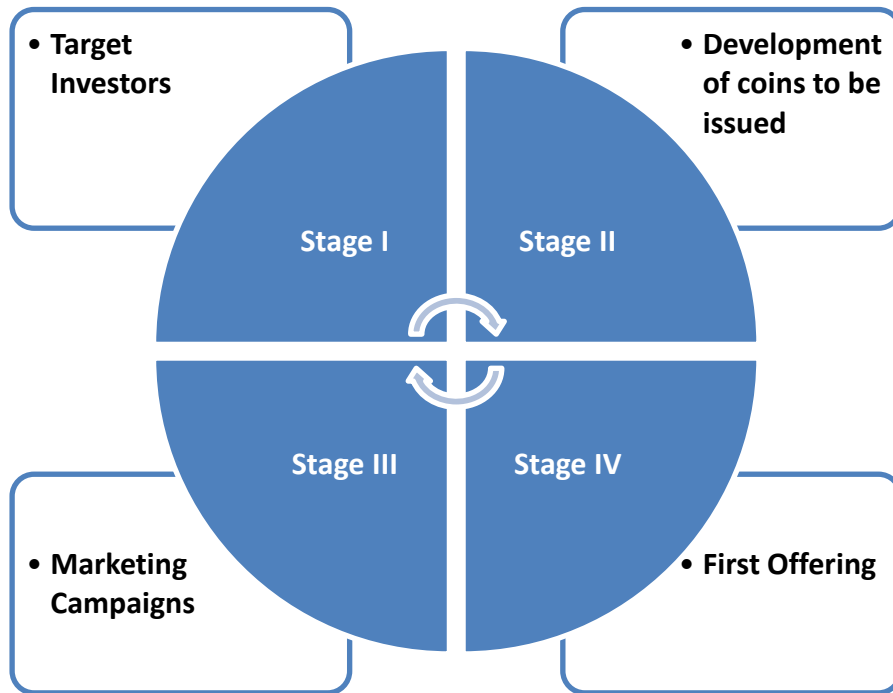 • Target
Investors
• Development
of coins to be
issued
Stage I
Stage II
Stage III
Stage IV
• Marketing
Campaigns
• First Offering